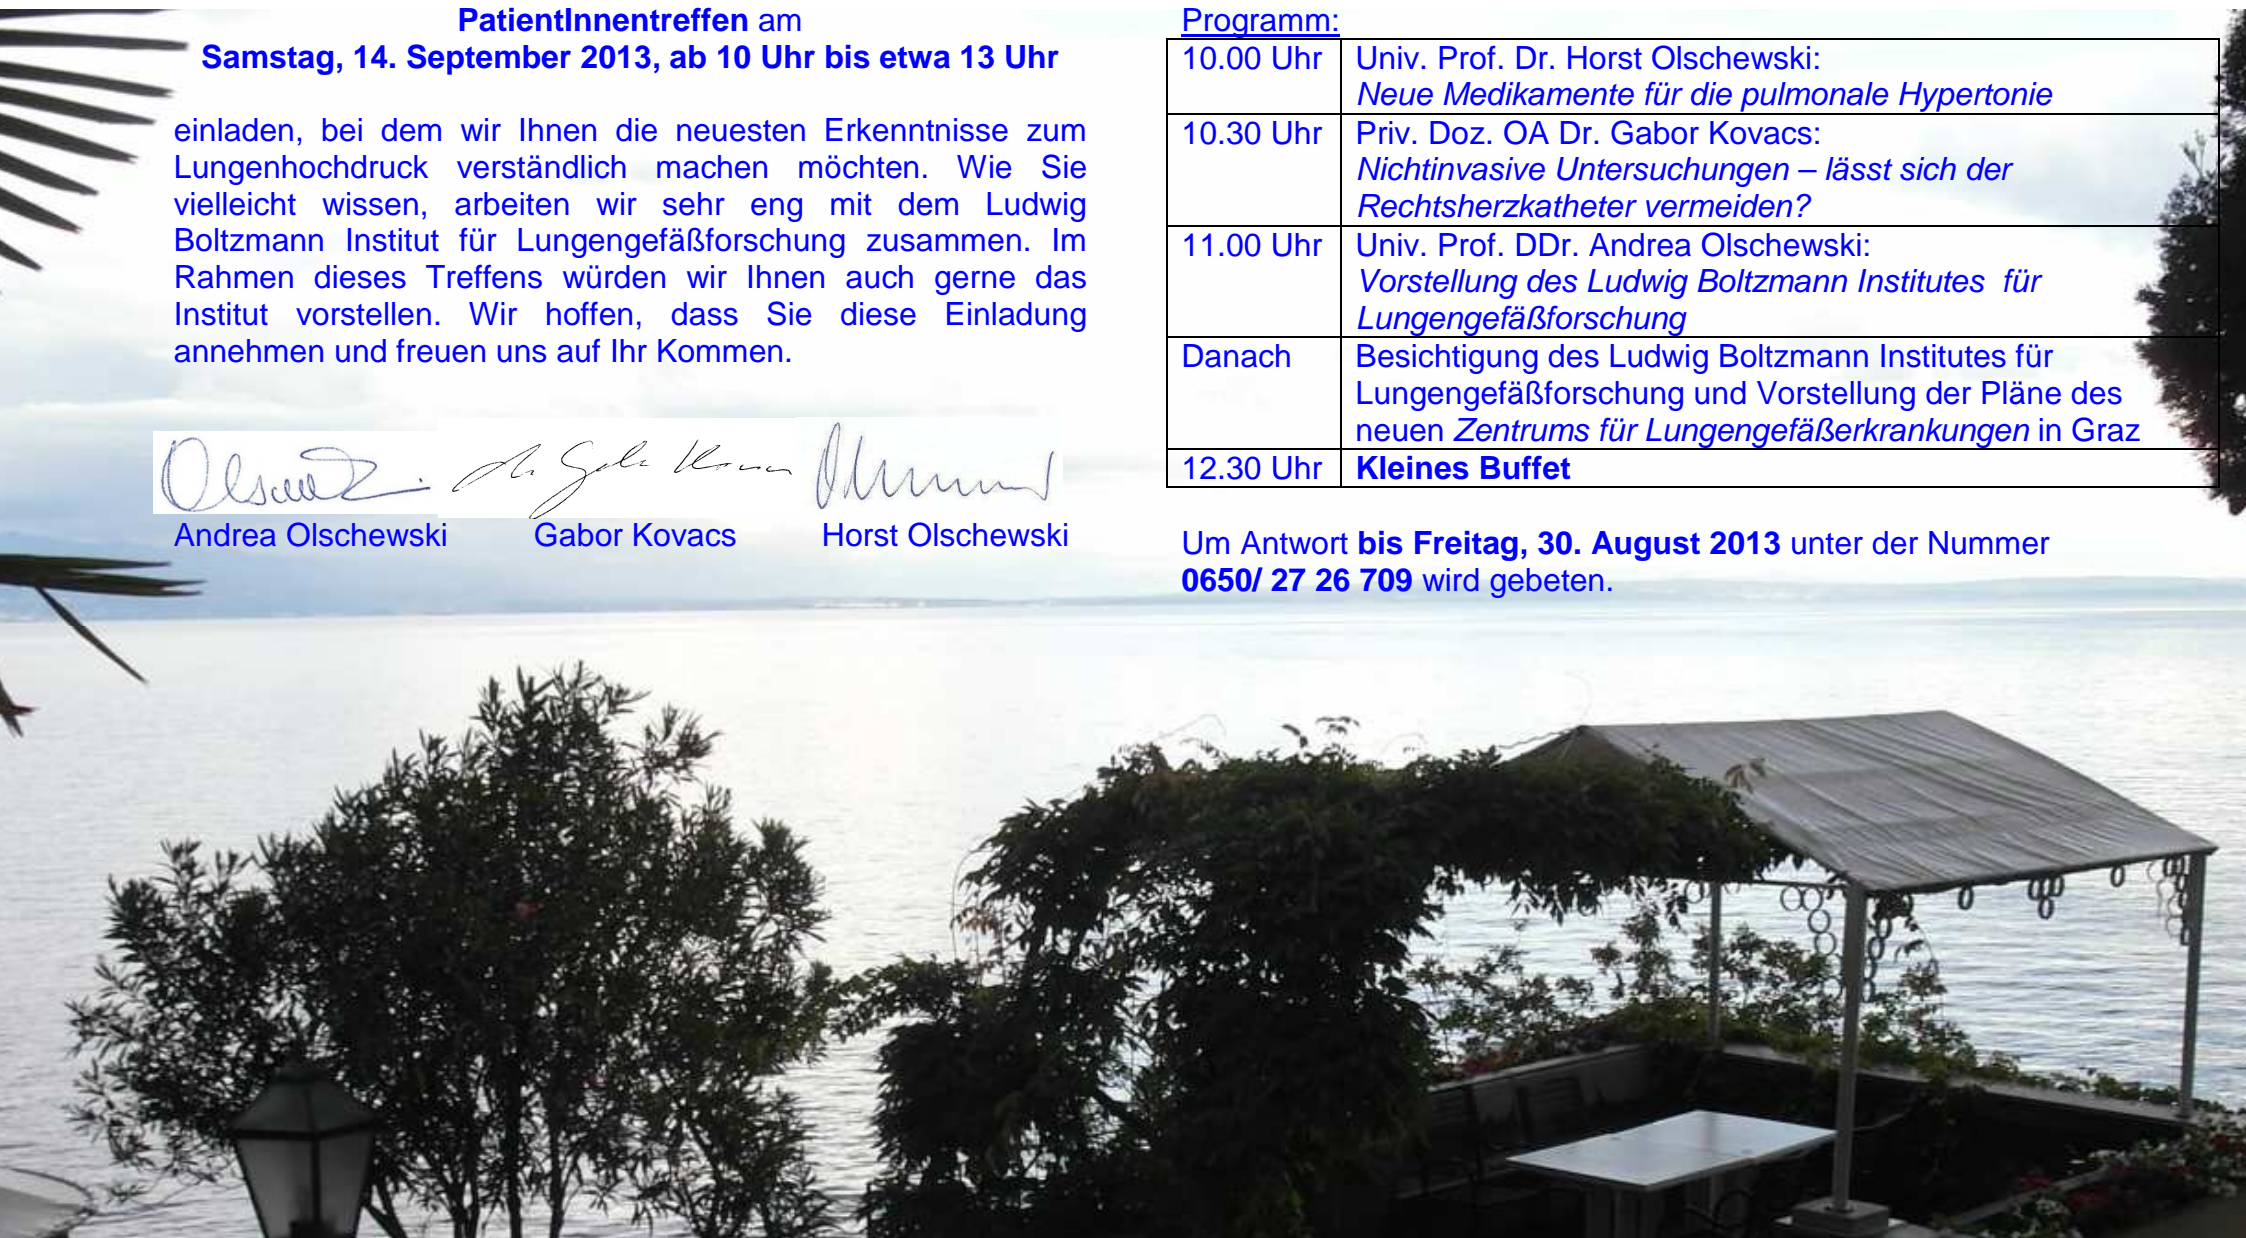 PatientInnentreffen am
Samstag, 14. September 2013, ab 10 Uhr bis etwa 13 Uhr
einladen, bei dem wir Ihnen die neuesten Erkenntnisse zum
Lungenhochdruck verständlich machen möchten. Wie Sie
vielleicht wissen, arbeiten wir sehr eng mit dem Ludwig
Boltzmann Institut für Lungengefäßforschung zusammen. Im
Rahmen dieses Treffens würden wir Ihnen auch gerne das
Institut vorstellen. Wir hoffen, dass Sie diese Einladung
annehmen und freuen uns auf Ihr Kommen.
Andrea Olschewski Gabor Kovacs Horst Olschewski
Programm:
10.00 Uhr Univ. Prof. Dr. Horst Olschewski:
Neue Medikamente für die pulmonale Hypertonie
10.30 Uhr Priv. Doz. OA Dr. Gabor Kovacs:
Nichtinvasive Untersuchungen – lässt sich der
Rechtsherzkatheter vermeiden?
11.00 Uhr Univ. Prof. DDr. Andrea Olschewski:
Vorstellung des Ludwig Boltzmann Institutes für
Lungengefäßforschung
Danach Besichtigung des Ludwig Boltzmann Institutes für
Lungengefäßforschung und Vorstellung der Pläne des
neuen Zentrums für Lungengefäßerkrankungen in Graz
12.30 Uhr Kleines Buffet
Um Antwort bis Freitag, 30. August 2013 unter der Nummer
0650/ 27 26 709 wird gebeten.